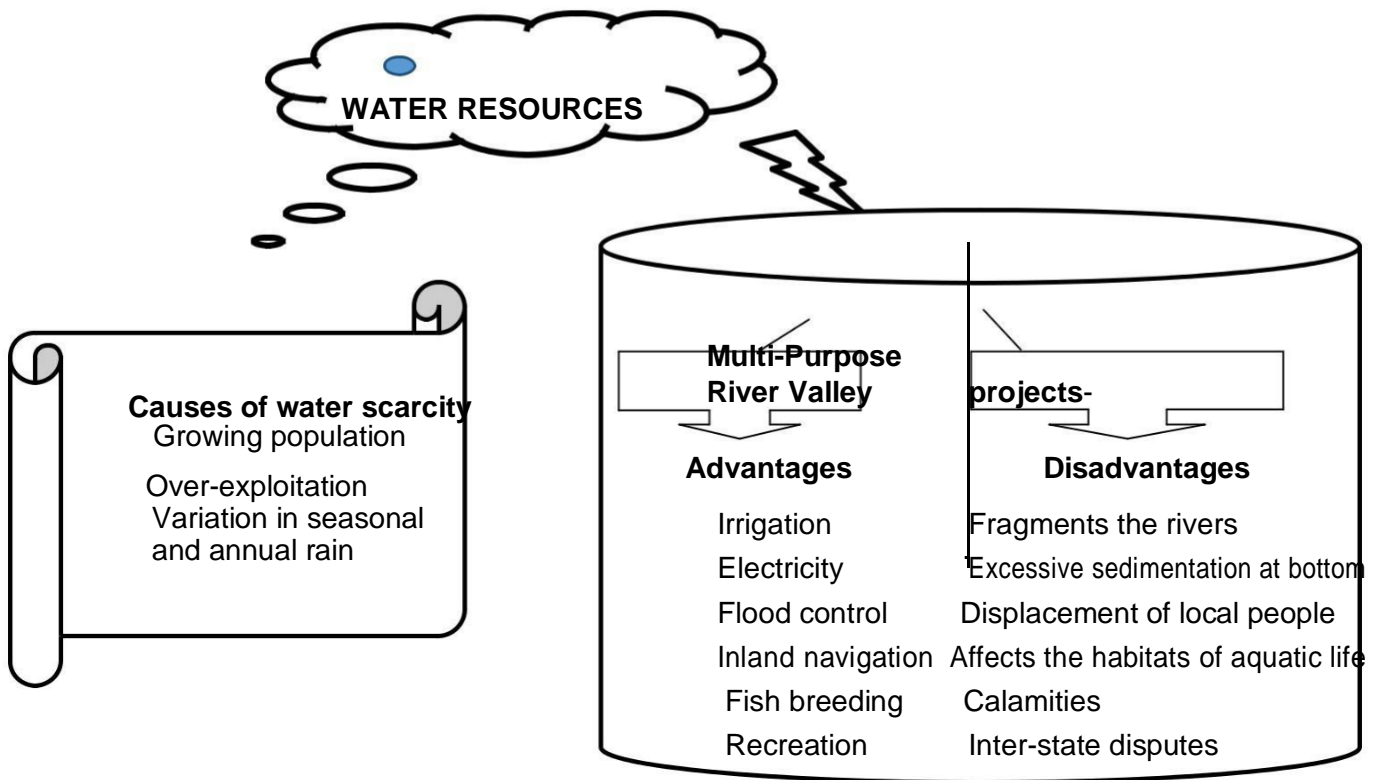 WATER RESOURCES
Causes of water scarcity
Growing population
Over-exploitation
Variation in seasonal
and annual rain
Multi-Purpose
River Valley projects-
Advantages
Irrigation
Electricity
Flood control
Inland navigation
Fish breeding
Recreation
Disadvantages
Fragments the rivers
Excessive sedimentation at bottom
Displacement of local people
Affects the habitats of aquatic life
Calamities
Inter-state disputes